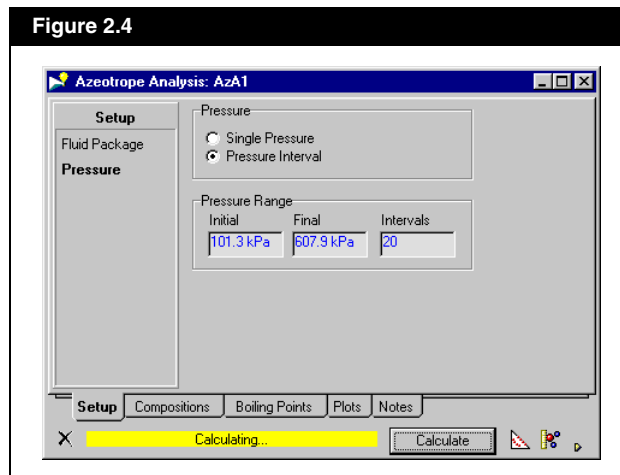 Figure 2.4
Azeotrope Analysis: AzA1
Setup
Fluid Package
Pressure
Pressure
Single Pressure
Pressure Interval
Pressure Range
Initial Final Intervals
101.3 kPa 607.9 kPa 20
Setup Compositions Boiling Points Plots Notes
Calculating... Calculate